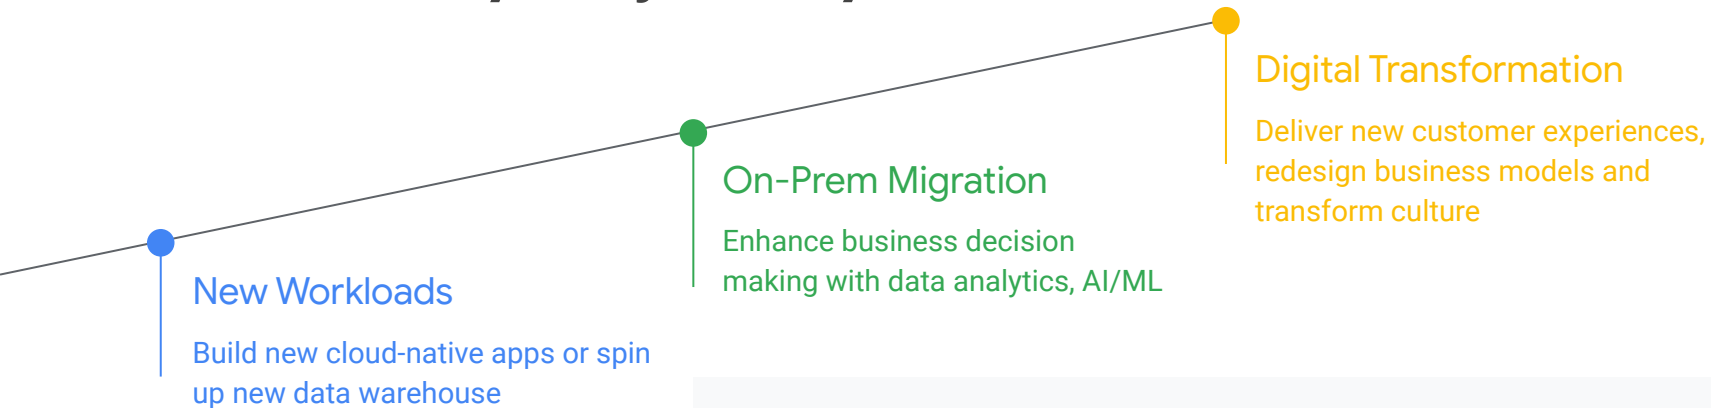 New Workloads
Build new cloud-native apps or spin
up new data warehouse
On-Prem Migration
Enhance business decision
making with data analytics, AI/ML
Digital Transformation
Deliver new customer experiences,
redesign business models and
transform culture